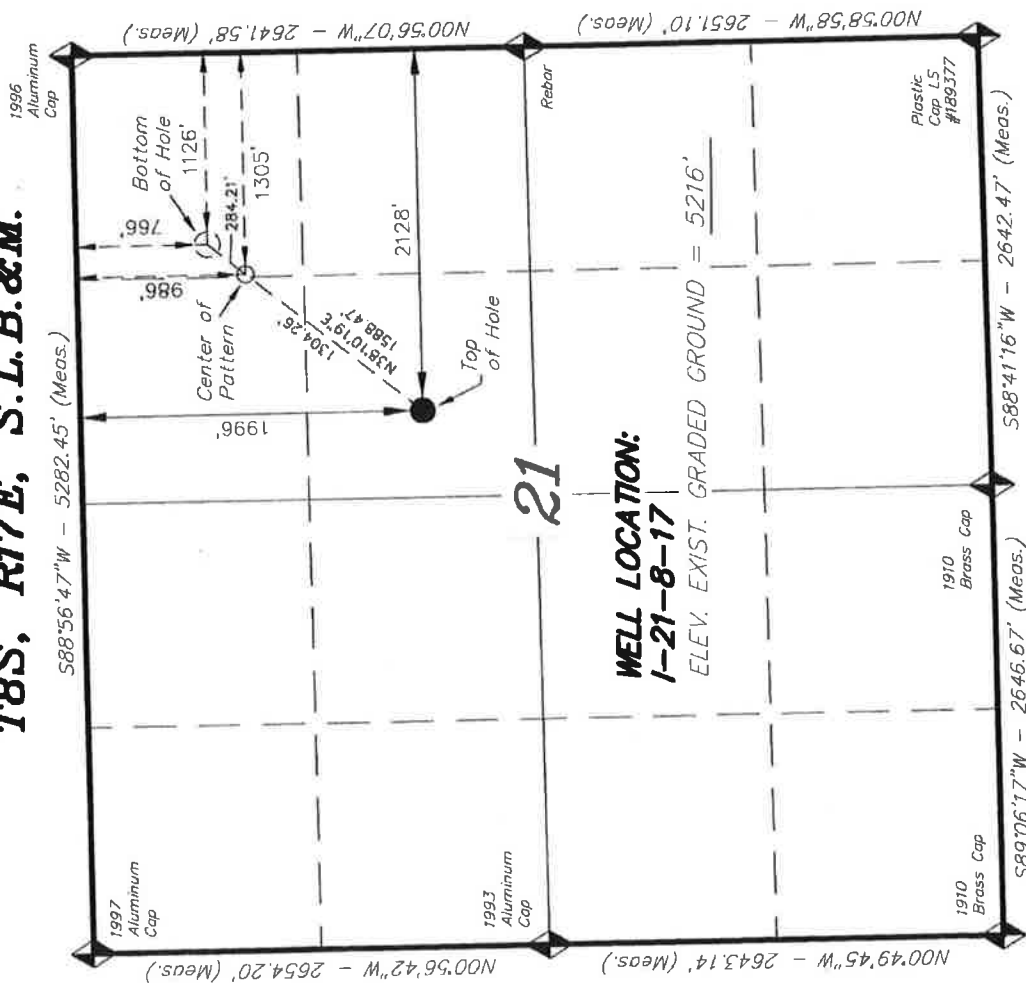 T8S, R17E, S.L.B.&M.
S88°56'47"W - 5282.45' (Meas.)
1996
Aluminum
Cap
1997
Aluminum
Cap
N00°56'07"W - 2641.58' (Meas.)
Bottom
of Hole
1126'
766'
284.21'
1305'
986'
Center of
Pattern
N38°10'19"E
1304.26'
1588.47'
2128'
1996'
Top
of Hole
N00°56'42"W - 2654.20' (Meas.)
1993
Aluminum
Cap
21
Rebar
WELL LOCATION:
1-21-8-17
ELEV. EXIST. GRADED GROUND = 5216'
N00°58'58"W - 2651.10' (Meas.)
N00°49'45"W - 2643.14' (Meas.)
Plastic
Cap LS
#189377
1910
Brass Cap
1910
Brass Cap
S89°06'17"W - 2646.67' (Meas.)
S88°41'16"W - 2642.47' (Meas.)